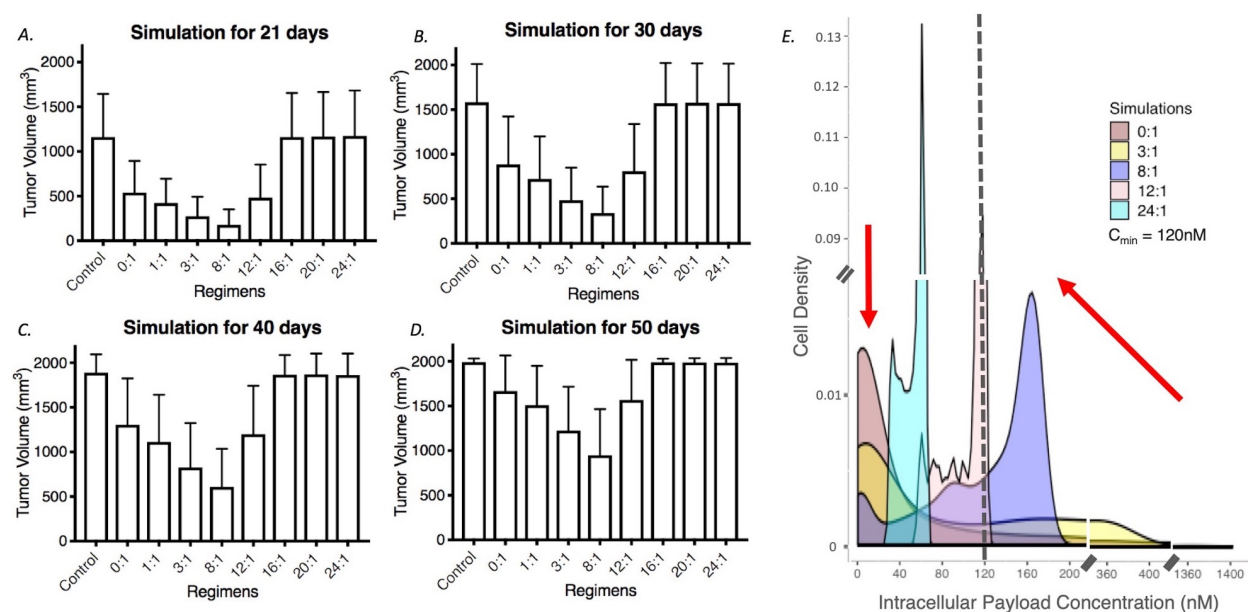 A.
Simulation for 21 days
Tumor Volume (mm³)
2000
1500
1000
500
0
Control
0:1
1:1
3:1
8:1
12:1
16:1
20:1
24:1
Regimens
B.
Simulation for 30 days
Tumor Volume (mm³)
2000
1500
1000
500
0
Control
0:1
1:1
3:1
8:1
12:1
16:1
20:1
24:1
Regimens
C.
Simulation for 40 days
Tumor Volume (mm³)
2000
1500
1000
500
0
Control
0:1
1:1
3:1
8:1
12:1
16:1
20:1
24:1
Regimens
D.
Simulation for 50 days
Tumor Volume (mm³)
2000
1500
1000
500
0
Control
0:1
1:1
3:1
8:1
12:1
16:1
20:1
24:1
Regimens
E.
Cell Density
0.13
0.12
0.11
0.10
0.09
0.01
0
Simulations
0:1
3:1
8:1
12:1
24:1
Cmin = 120nM
0 40 80 120 160 200 360 400 1360 1400
Intracellular Payload Concentration (nM)